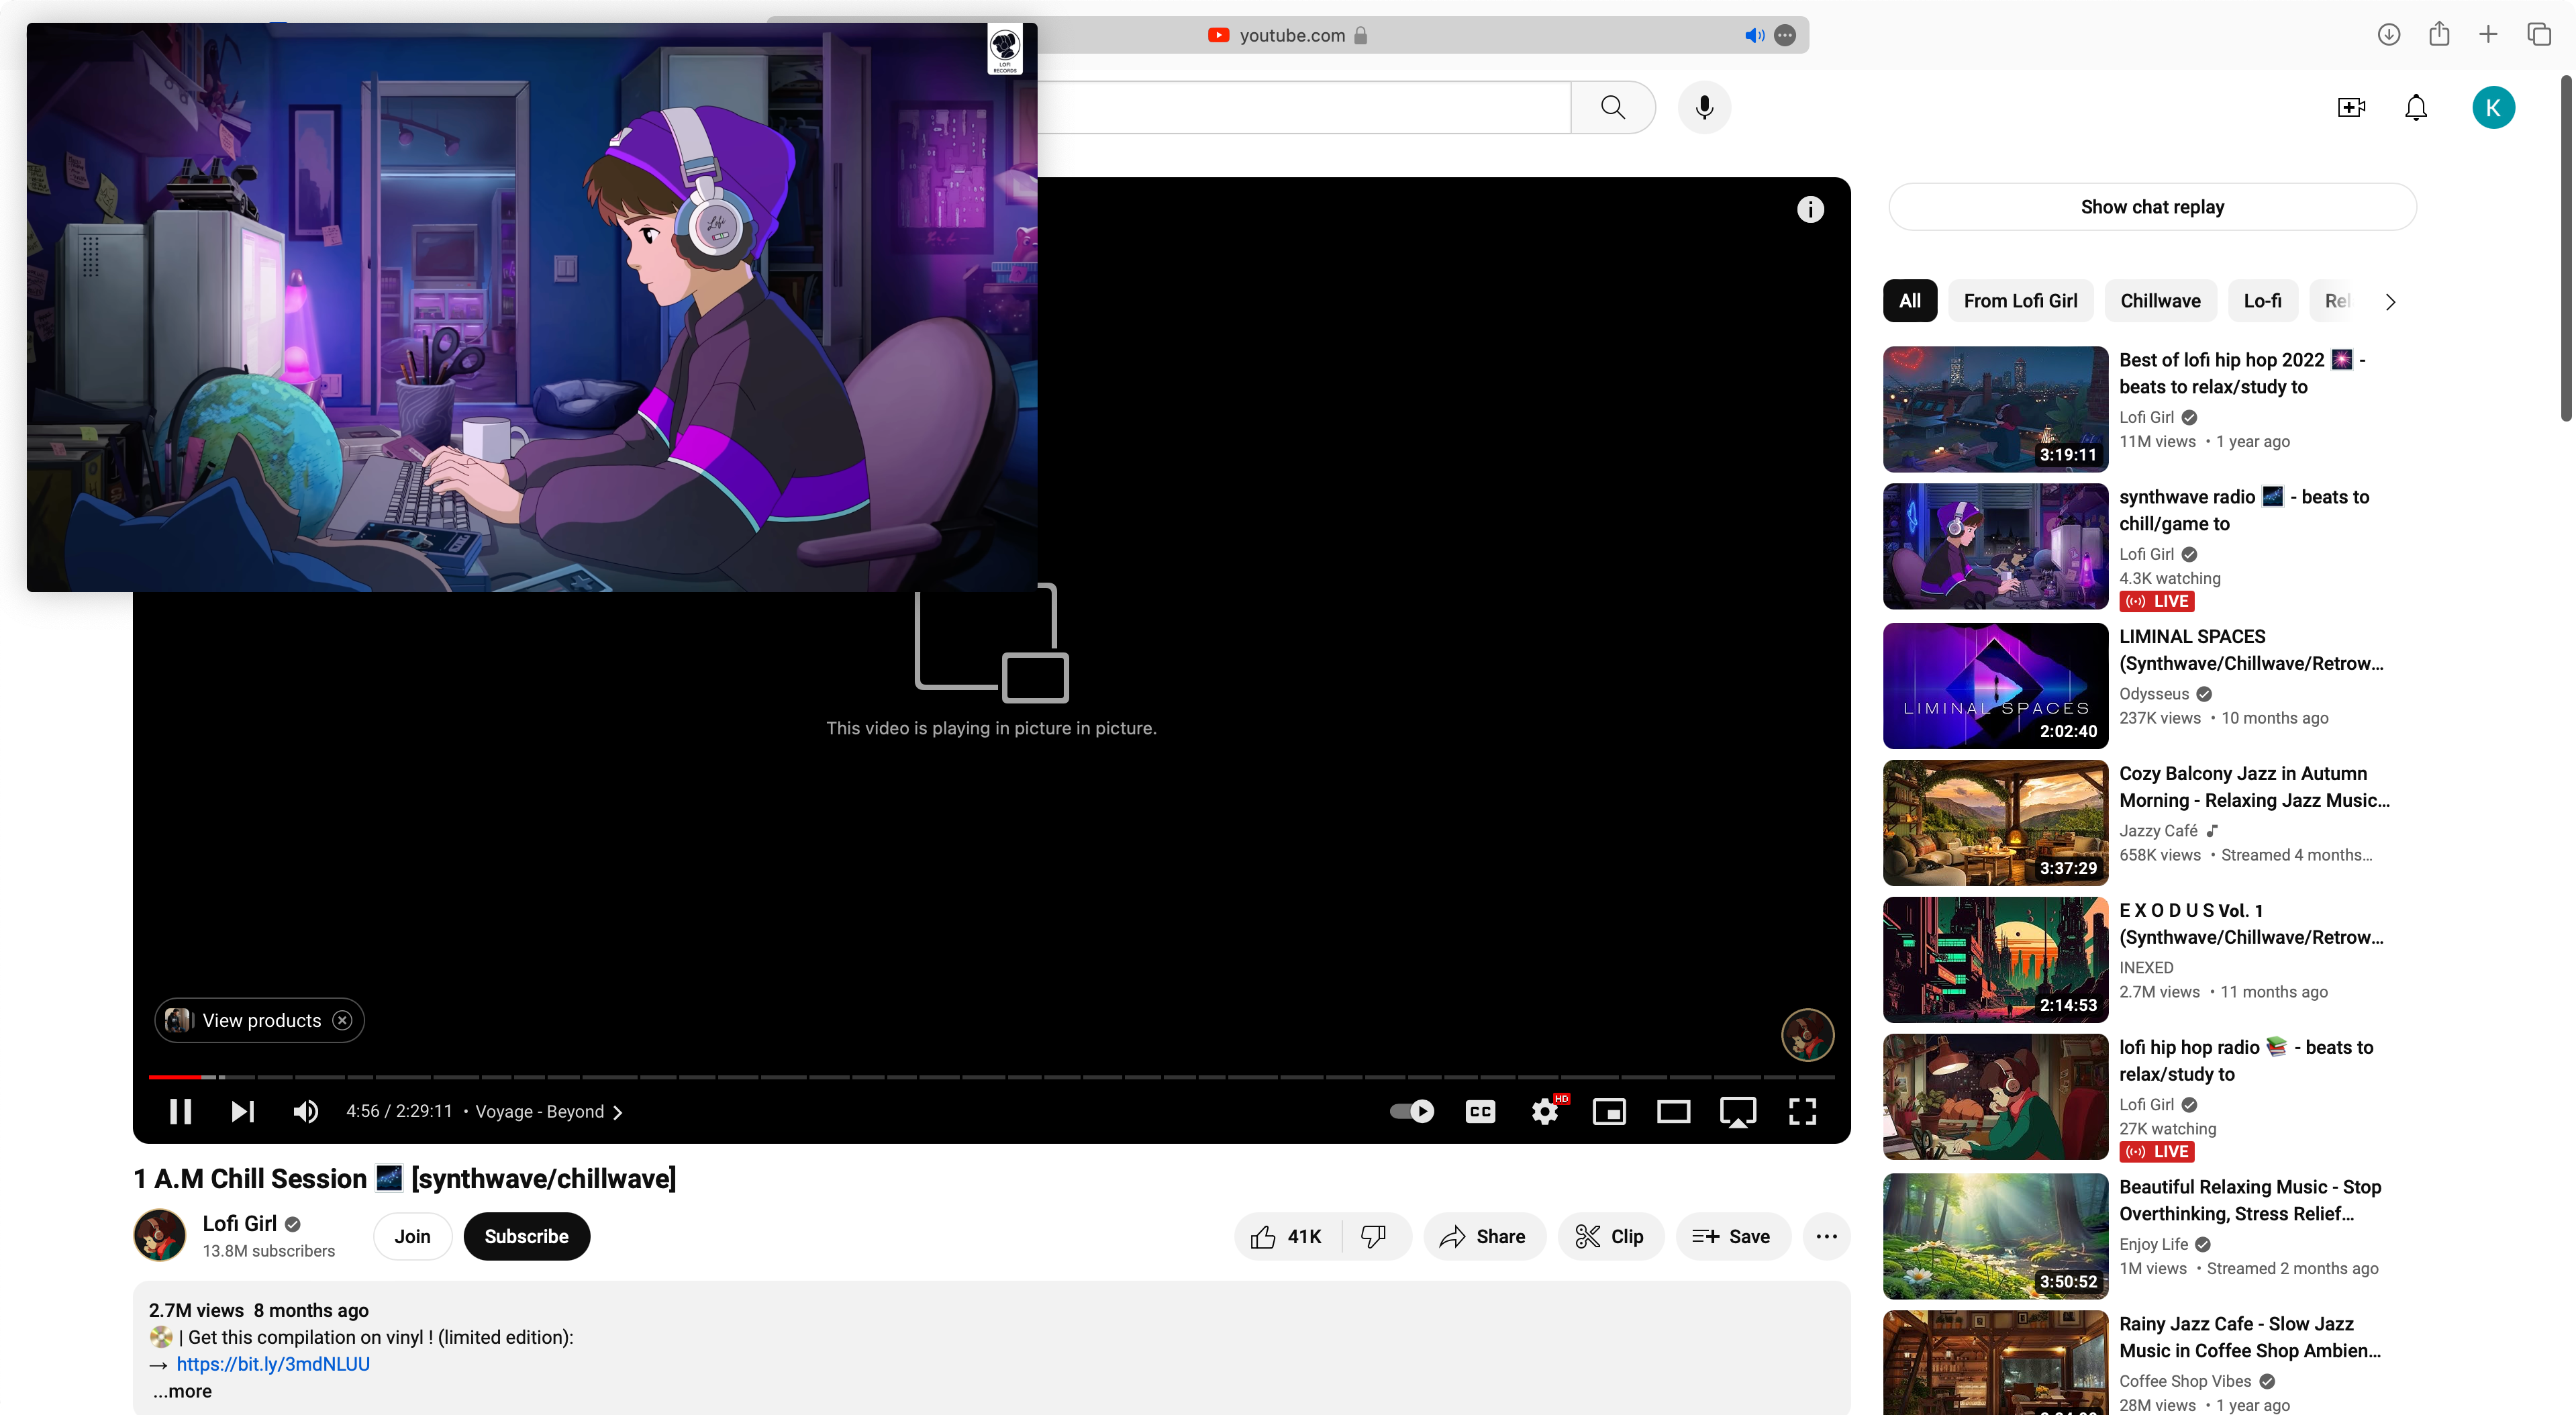 LOFI
RECORDS
Lofi
youtube.com
Show chat replay
All
From Lofi Girl
Chillwave
Lo-fi
Rel
This video is playing in picture in picture.
View products
4:56 / 2:29:11 • Voyage - Beyond
CC
HD
1 A.M Chill Session 🌌 [synthwave/chillwave]
Lofi Girl
13.8M subscribers
Join
Subscribe
41K
Share
Clip
Save
2.7M views 8 months ago
💿 | Get this compilation on vinyl ! (limited edition):
→ https://bit.ly/3mdNLUU
...more
K
3:19:11
Best of lofi hip hop 2022 🎆 -
beats to relax/study to
Lofi Girl
11M views • 1 year ago
synthwave radio 🌌 - beats to
chill/game to
Lofi Girl
4.3K watching
LIVE
LIMINAL SPACES
2:02:40
LIMINAL SPACES
(Synthwave/Chillwave/Retrow...
Odysseus
237K views • 10 months ago
3:37:29
Cozy Balcony Jazz in Autumn
Morning - Relaxing Jazz Music...
Jazzy Café
658K views • Streamed 4 months...
2:14:53
E X O D U S Vol. 1
(Synthwave/Chillwave/Retrow...
INEXED
2.7M views • 11 months ago
lofi hip hop radio 📚 - beats to
relax/study to
Lofi Girl
27K watching
LIVE
3:50:52
Beautiful Relaxing Music - Stop
Overthinking, Stress Relief...
Enjoy Life
1M views • Streamed 2 months ago
Rainy Jazz Cafe - Slow Jazz
Music in Coffee Shop Ambien...
Coffee Shop Vibes
28M views • 1 year ago